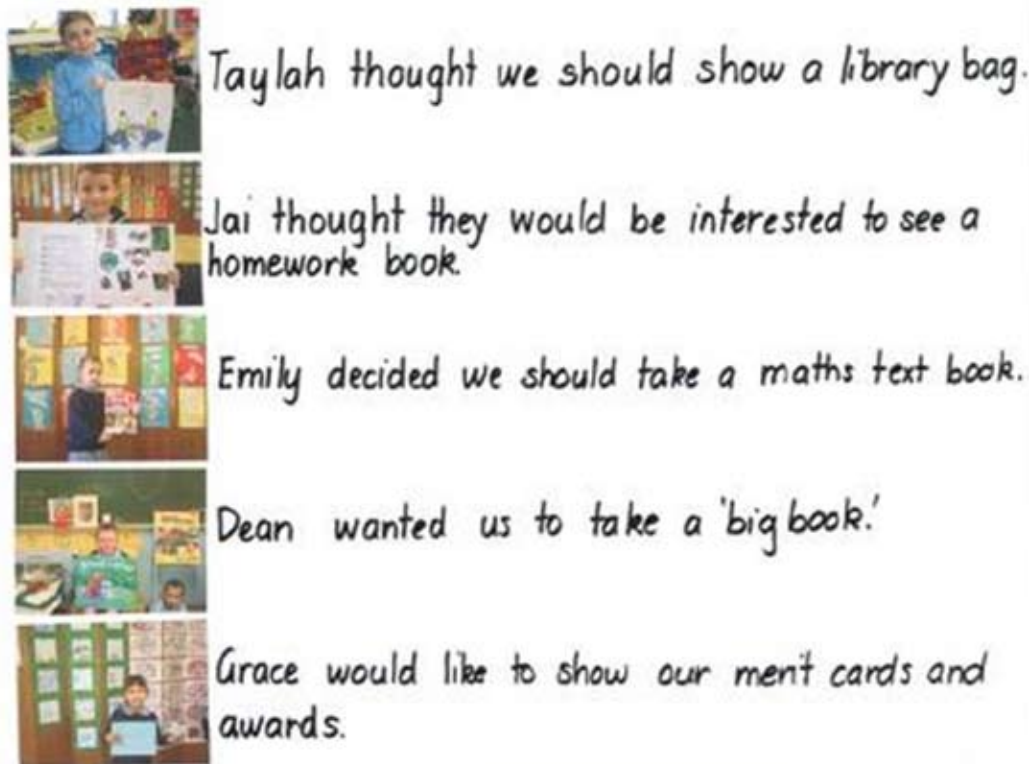 Taylah thought we should show a library bag.
Jai thought they would be interested to see a
homework book.
Emily decided we should take a maths text book.
Dean wanted us to take a 'big book.'
Grace would like to show our merit cards and
awards.